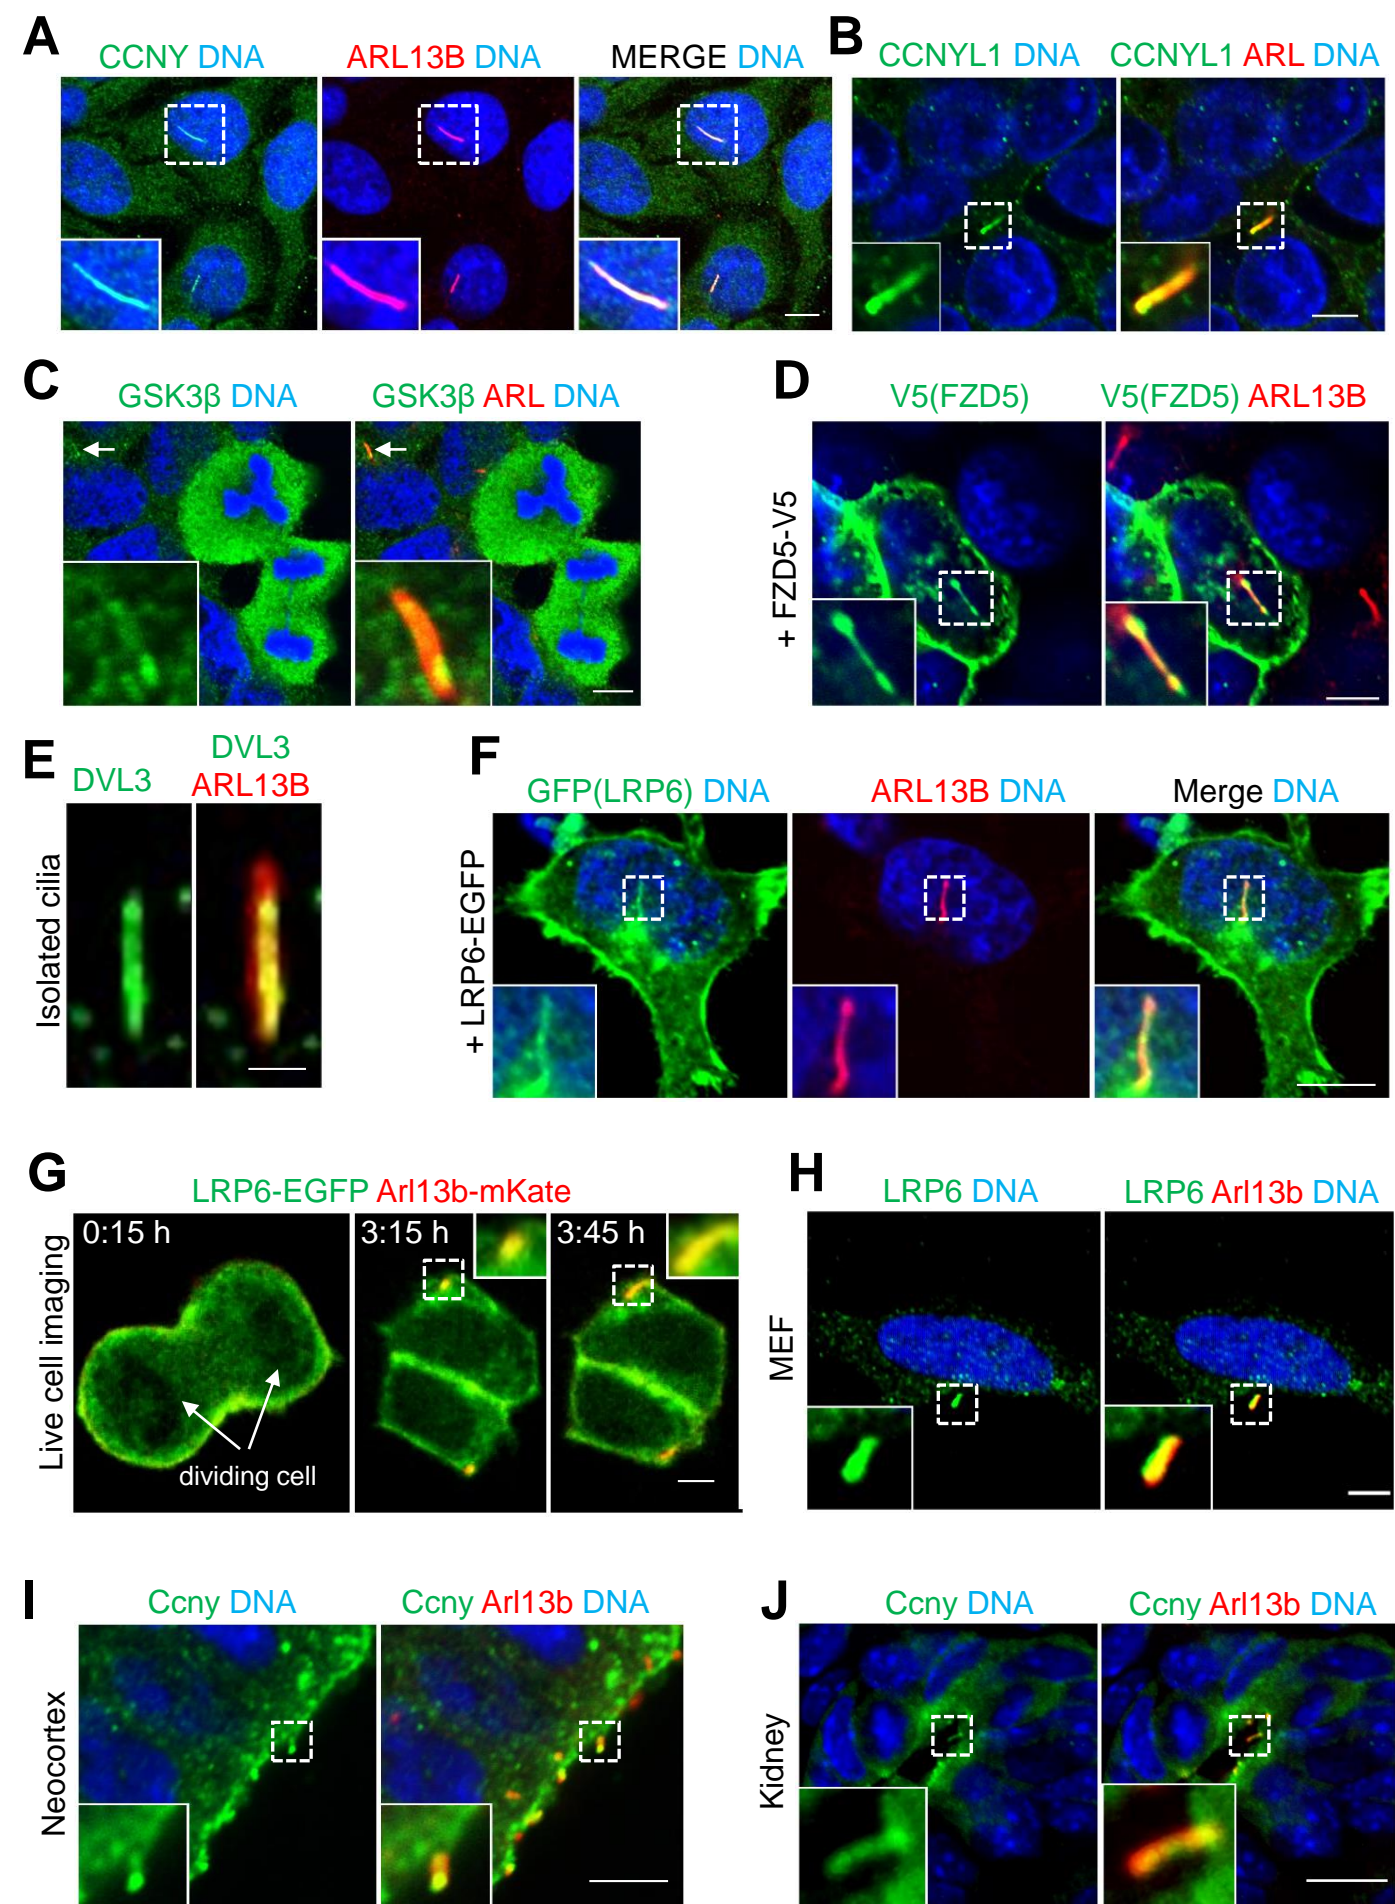 A
CCNY DNA
ARL13B DNA
MERGE DNA
B
CCNYL1 DNA
CCNYL1 ARL DNA
C
GSK3β DNA
GSK3β ARL DNA
D
V5(FZD5)
V5(FZD5) ARL13B
+ FZD5-V5
E
DVL3
DVL3
ARL13B
Isolated cilia
F
GFP(LRP6) DNA
ARL13B DNA
Merge DNA
+ LRP6-EGFP
G
LRP6-EGFP Arl13b-mKate
Live cell imaging
0:15 h
3:15 h
3:45 h
dividing cell
H
LRP6 DNA
LRP6 Arl13b DNA
MEF
I
Ccny DNA
Ccny Arl13b DNA
Neocortex
J
Ccny DNA
Ccny Arl13b DNA
Kidney